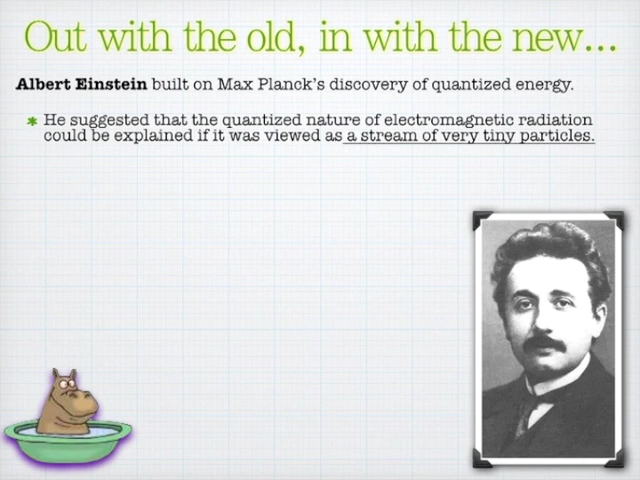 Out with the old, in with the new...
Albert Einstein built on Max Planck's discovery of quantized energy.
* He suggested that the quantized nature of electromagnetic radiation
could be explained if it was viewed as a stream of very tiny particles.